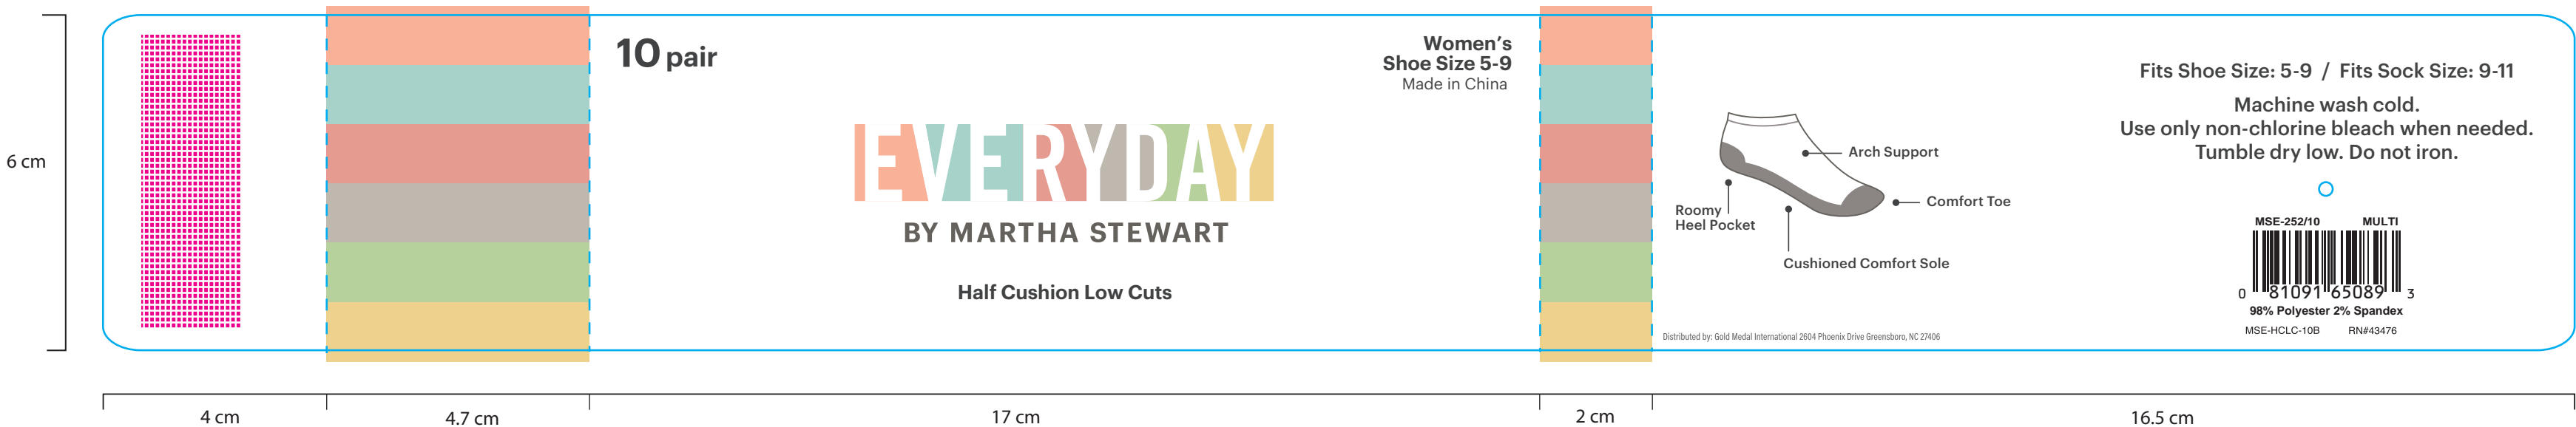 6 cm
10 pair
Women's
Shoe Size 5-9
Made in China
EVERYDAY
BY MARTHA STEWART
Half Cushion Low Cuts
Arch Support
Comfort Toe
Roomy
Heel Pocket
Cushioned Comfort Sole
Distributed by: Gold Medal International 2604 Phoenix Drive Greensboro, NC 27406
Fits Shoe Size: 5-9 / Fits Sock Size: 9-11
Machine wash cold.
Use only non-chlorine bleach when needed.
Tumble dry low. Do not iron.
MSE-252/10 MULTI
0 81091 65089 3
98% Polyester 2% Spandex
MSE-HCLC-10B RN#43476
4 cm 4.7 cm 17 cm 2 cm 16.5 cm